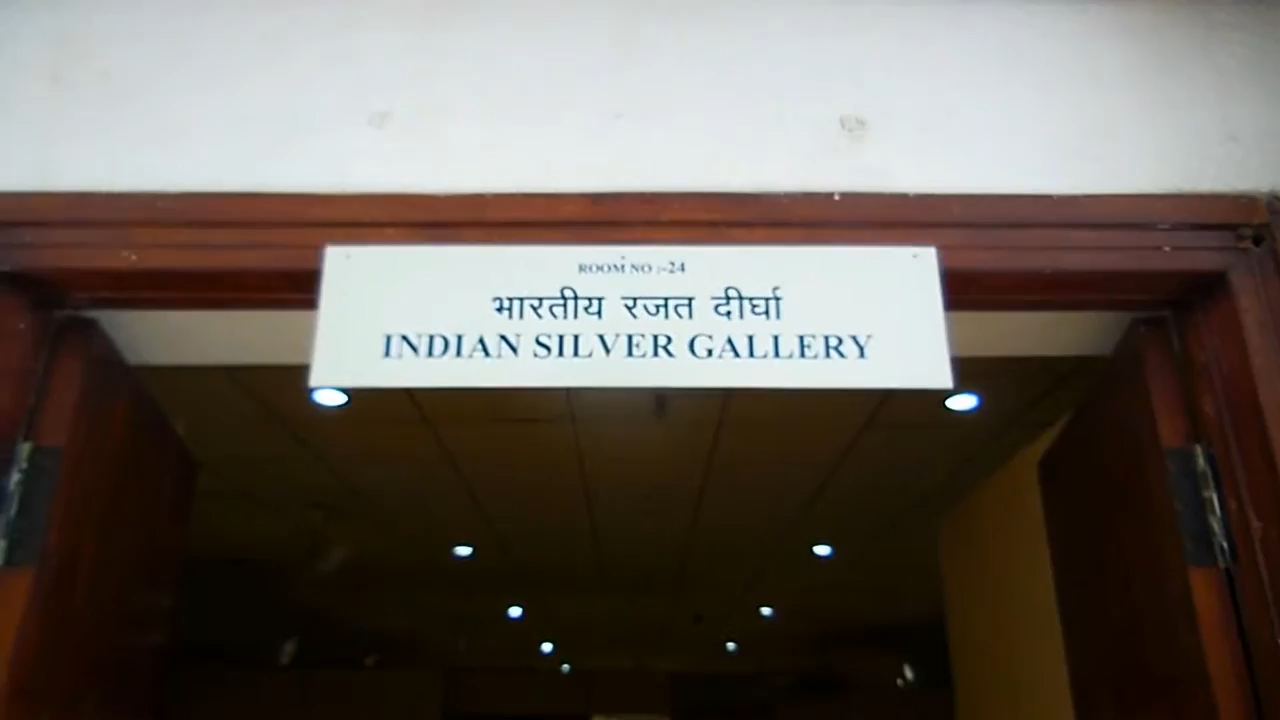 ROOM NO :-24
भारतीय रजत दीर्घा
INDIAN SILVER GALLERY